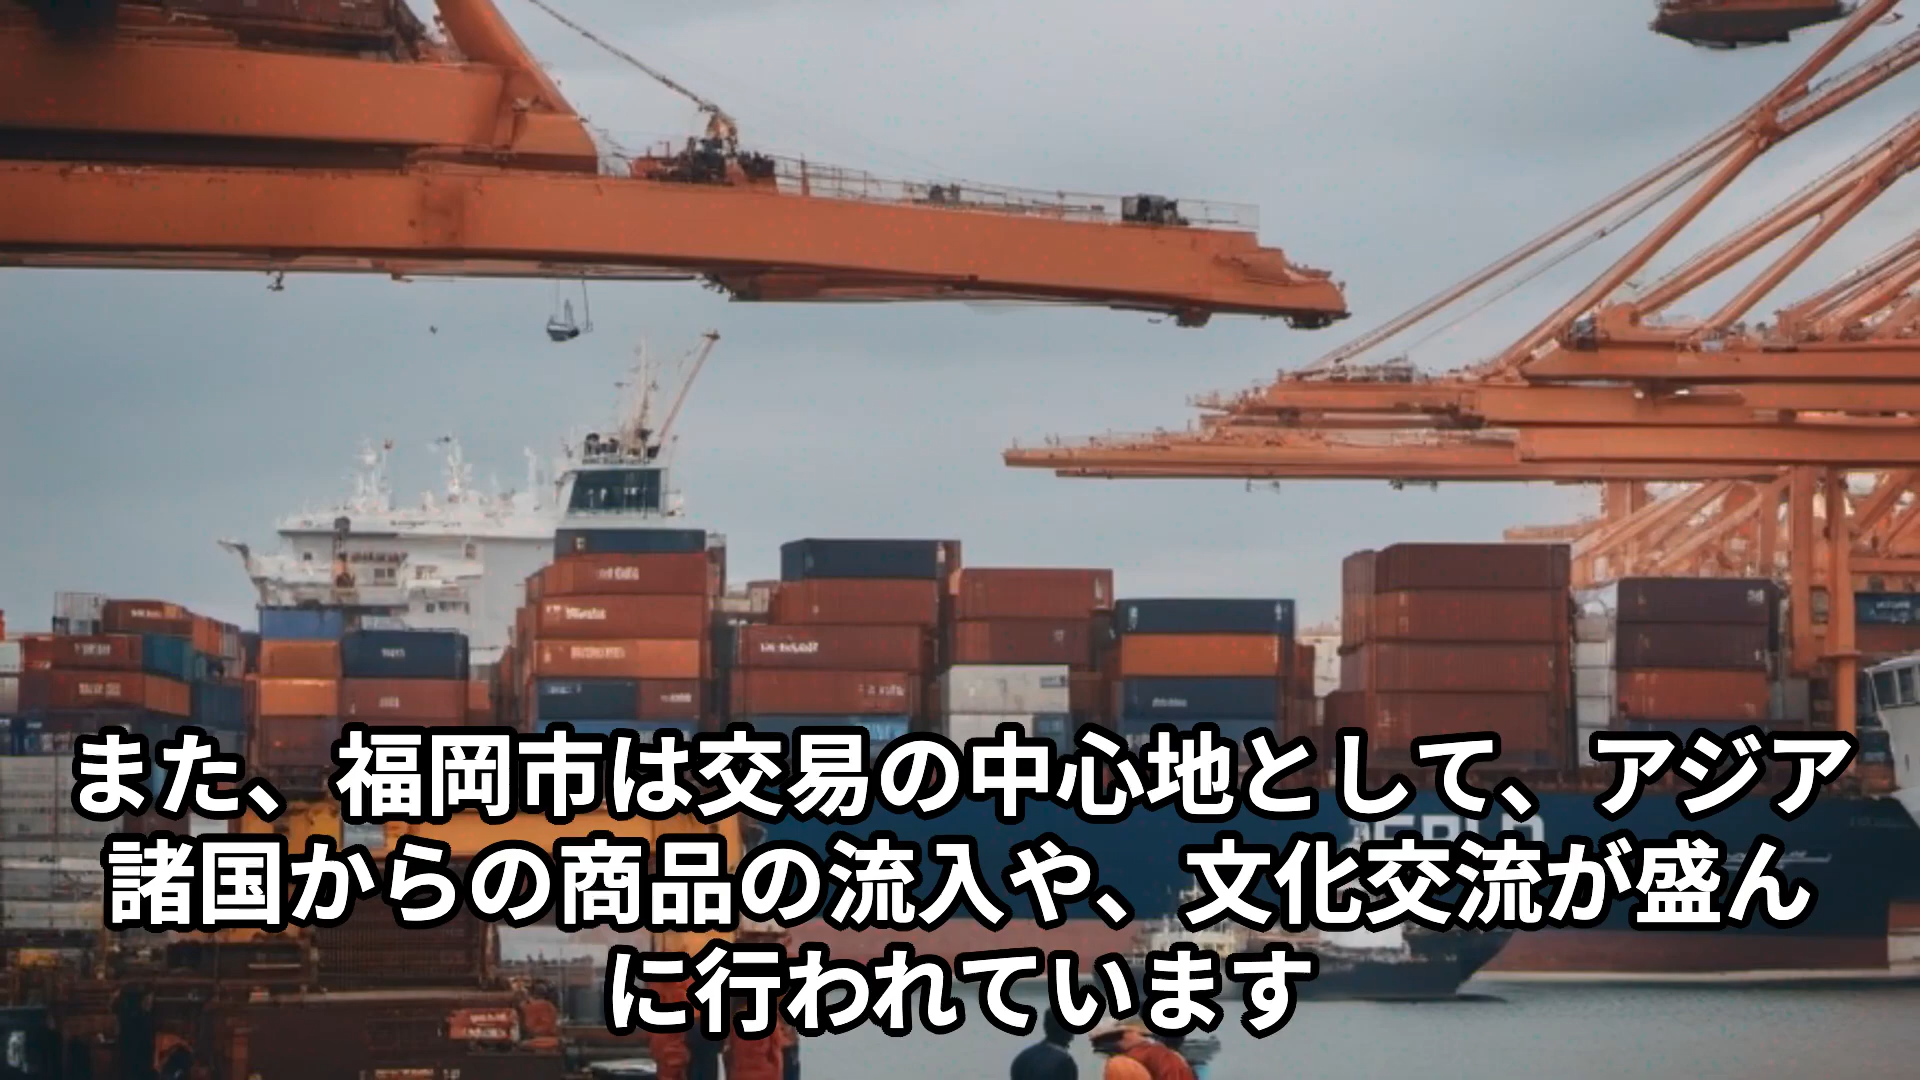 また、福岡市は交易の中心地として、アジア
諸国からの商品の流入や、文化交流が盛ん
に行われています